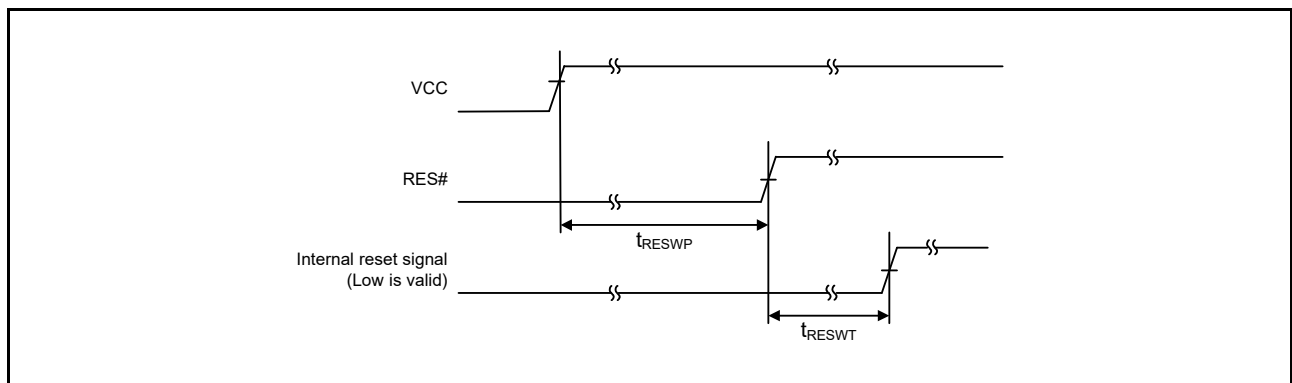 VCC
RES#
tRESWP
Internal reset signal
(Low is valid)
tRESWT